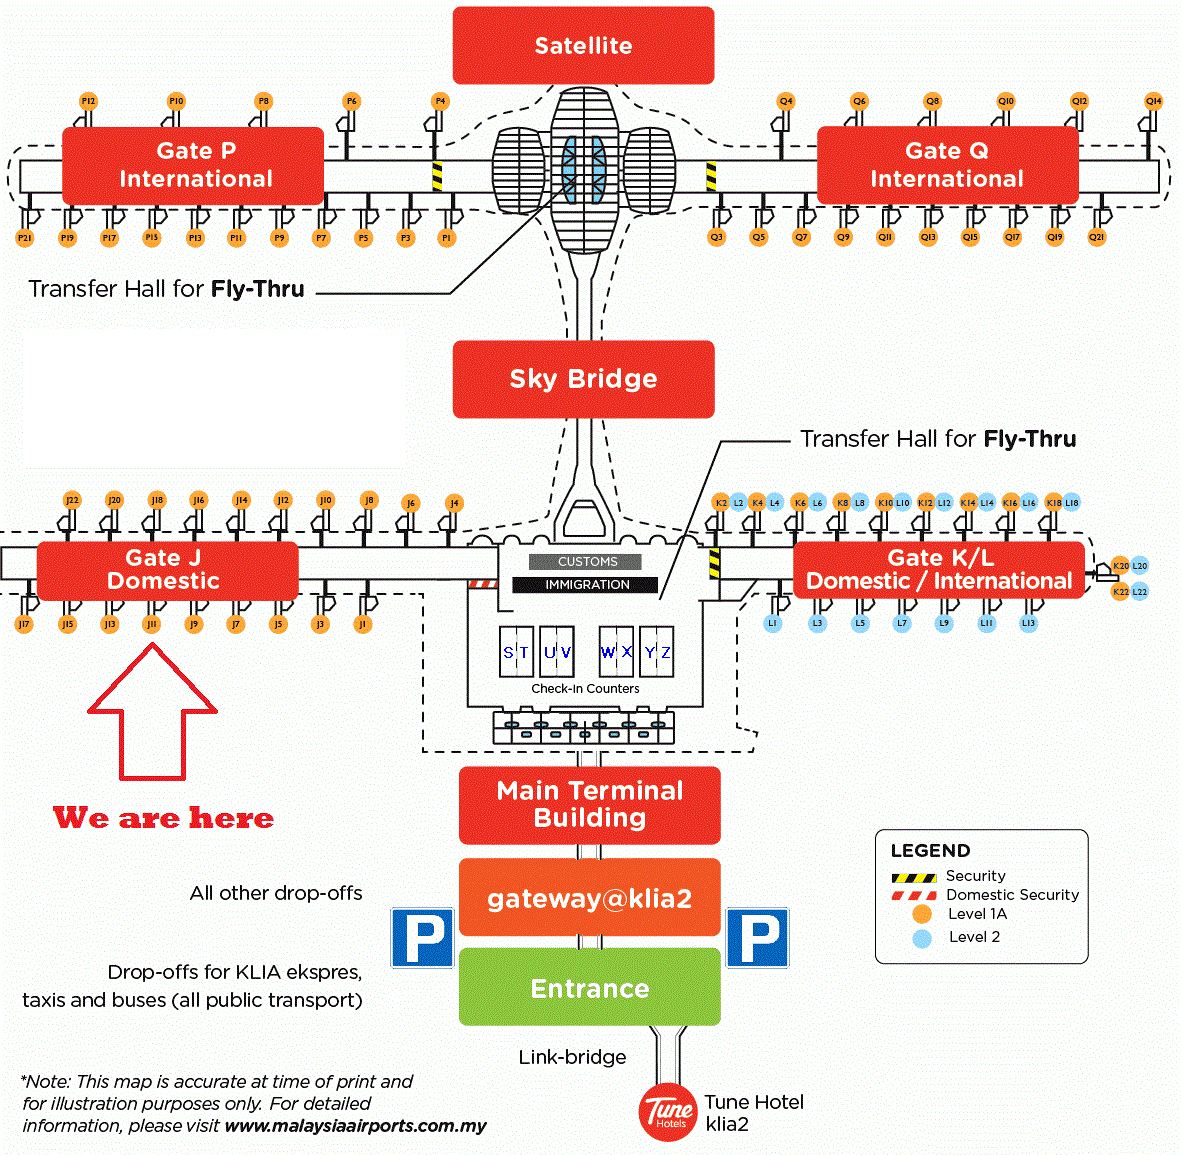 Satellite
P12
P10
P8
P6
P4
Q4
Q6
Q8
Q10
Q12
Q14
Gate P
International
Gate Q
International
P21
P19
P17
P15
P13
P11
P9
P7
P5
P3
P1
Q3
Q5
Q7
Q9
Q11
Q13
Q15
Q17
Q19
Q21
Transfer Hall for Fly-Thru
Sky Bridge
Transfer Hall for Fly-Thru
J22
J20
J18
J16
J14
J12
J10
J8
J6
J4
K2
L2
K4
L4
K6
L6
K8
L8
K10
L10
K12
L12
K14
L14
K16
L16
K18
L18
Gate J
Domestic
CUSTOMS
IMMIGRATION
Gate K/L
Domestic / International
K20
L20
K22
L22
J17
J15
J13
J11
J9
J7
J5
J3
J1
L1
L3
L5
L7
L9
L11
L13
S T
U V
W X
Y Z
Check-In Counters
We are here
Main Terminal
Building
gateway@klia2
All other drop-offs
P
P
Drop-offs for KLIA ekspres,
taxis and buses (all public transport)
Entrance
LEGEND
Security
Domestic Security
Level 1A
Level 2
Link-bridge
Tune
Hotels
Tune Hotel
klia2
*Note: This map is accurate at time of print and
for illustration purposes only. For detailed
information, please visit www.malaysiaairports.com.my